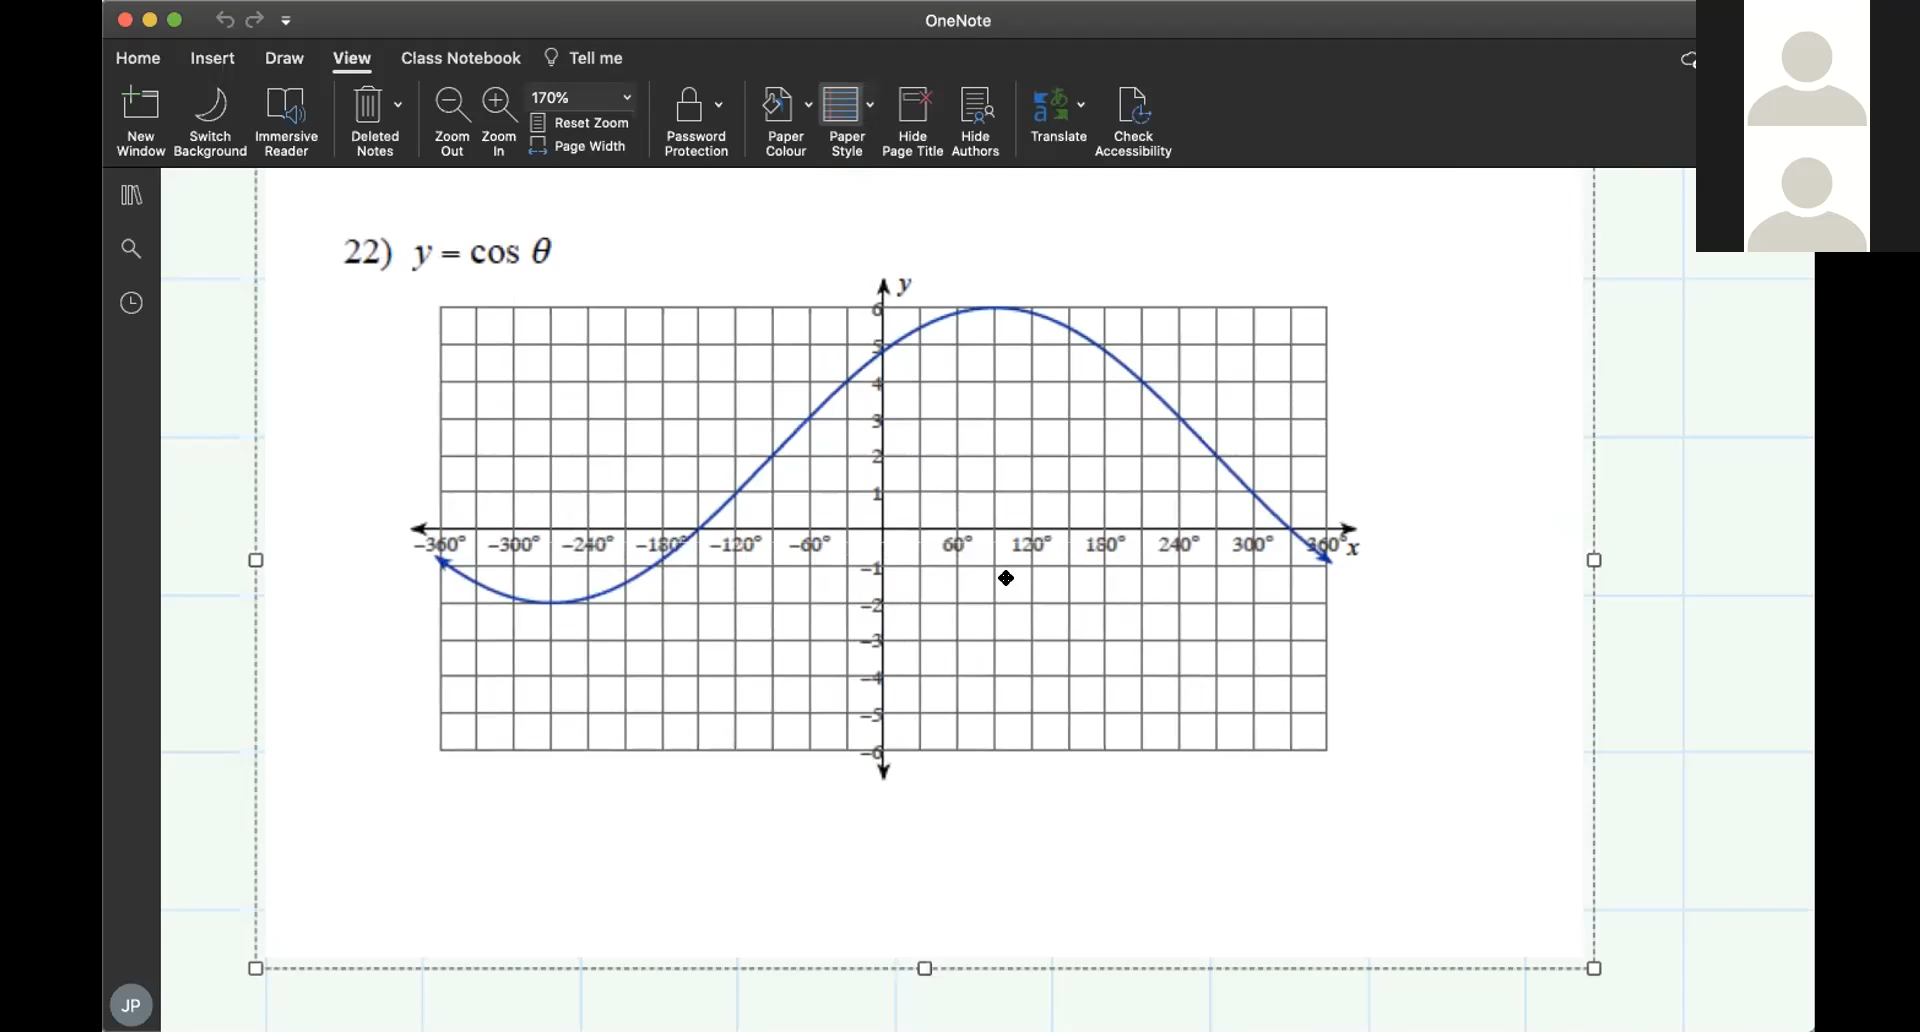 OneNote
Home Insert Draw View Class Notebook Tell me
170%
Reset Zoom
Page Width
New Window
Switch Background
Immersive Reader
Deleted Notes
Zoom Out
Zoom In
Password Protection
Paper Colour
Paper Style
Hide Page Title
Hide Authors
Translate
Check Accessibility
22) y = cos θ
y
6
5
4
3
2
1
−360° −300° −240° −180° −120° −60° 60° 120° 180° 240° 300° 360° x
−1
−2
−3
−4
−5
−6
JP